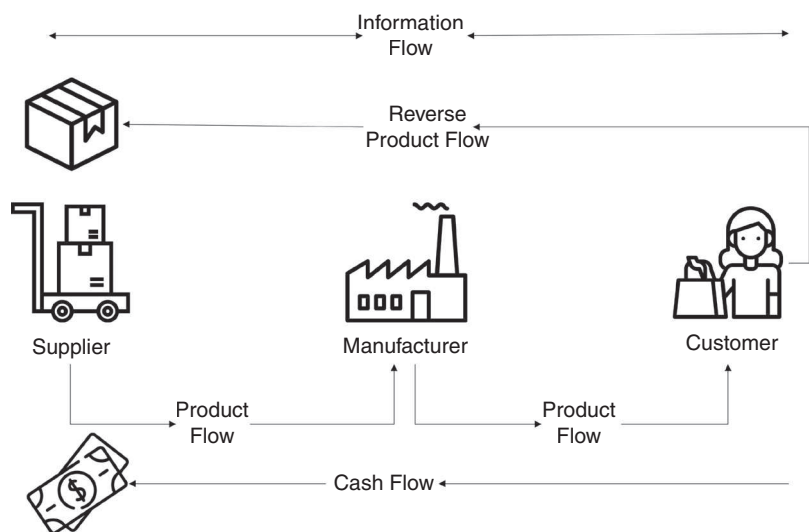 Information
Flow
Reverse
Product Flow
Supplier
Manufacturer
Customer
Product
Flow
Product
Flow
$
Cash Flow